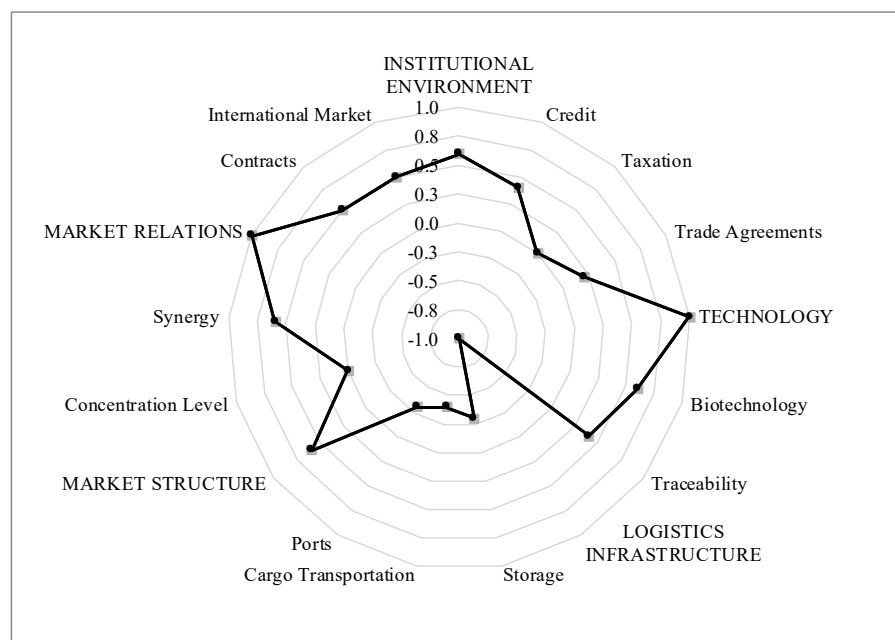 INSTITUTIONAL
ENVIRONMENT
International Market
1.0
Credit
0.8
Contracts
0.5
Taxation
0.3
MARKET RELATIONS
0.0
Trade Agreements
-0.3
-0.5
Synergy
-0.8
TECHNOLOGY
-1.0
Concentration Level
Biotechnology
MARKET STRUCTURE
Traceability
LOGISTICS
INFRASTRUCTURE
Ports
Cargo Transportation
Storage